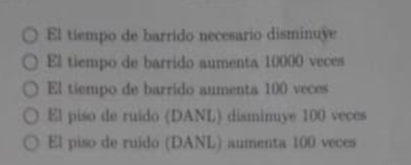 El tiempo de barrido necesario disminuye
El tiempo de barrido aumenta 10000 veces
El tiempo de barrido aumenta 100 veces
El piso de ruido (DANL) disminuye 100 veces
El piso de ruido (DANL) aumenta 100 veces